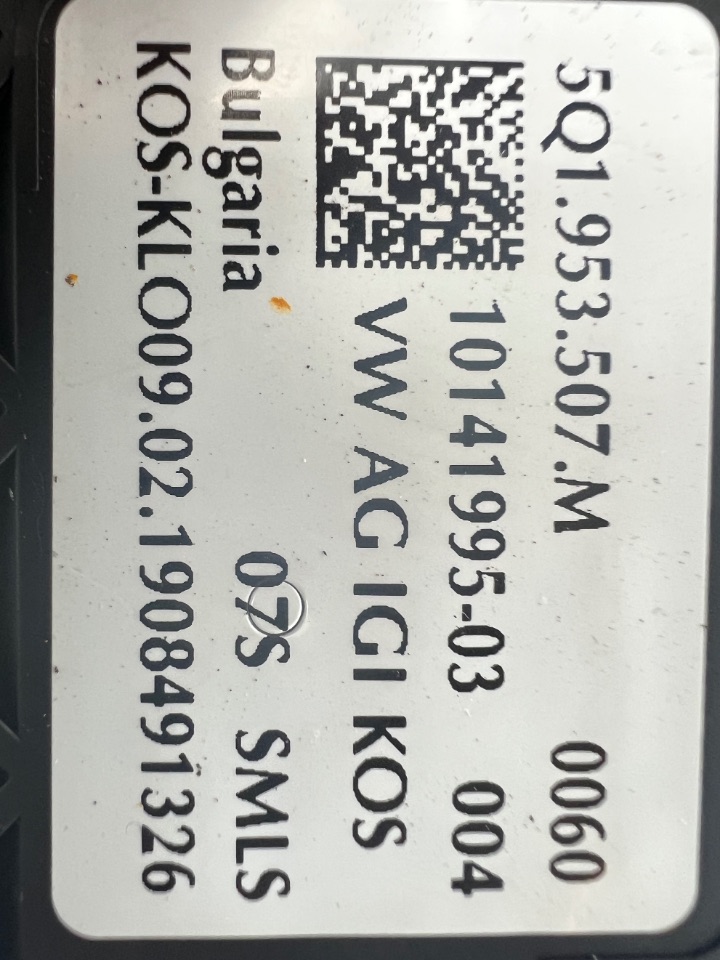 5Q1.953.507.M 0060
10141995-03 004
VW AG IGI KOS
Bulgaria 07S SMLS
KOS-KLO09.02.1908491326